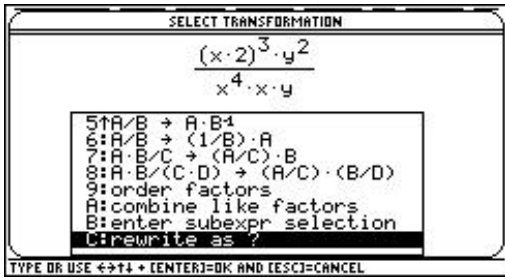 SELECT TRANSFORMATION
(x·2)³·y²
x⁴·x·y
5↑A/B → A·B⁻¹
6:A/B → (1/B)·A
7:A·B/C → (A/C)·B
8:A·B/(C·D) → (A/C)·(B/D)
9:order factors
A:combine like factors
B:enter subexpr selection
C:rewrite as ?
TYPE OR USE ←→↑↓ + [ENTER]=OK AND [ESC]=CANCEL